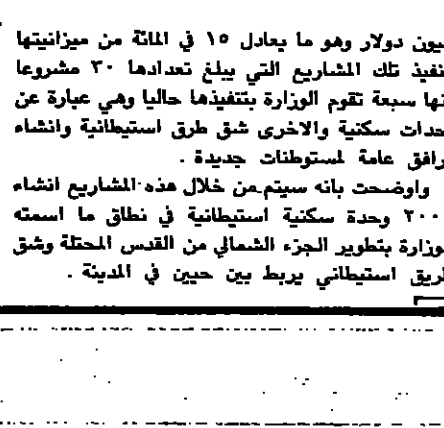 يون دولار وهو ما يعادل ١٥ في المائة من ميزانيتها
نفيذ تلك المشاريع التي يبلغ تعدادها ٣٠ مشروعا
نها سبعة تقوم الوزارة بتنفيذها حاليا وهي عبارة عن
حدات سكنية والاخرى شق طرق استيطانية وانشاء
رافق عامة لمستوطنات جديدة .
واوضحت بانه سيتم من خلال هذه المشاريع انشاء
٢٠٠ وحدة سكنية استيطانية في نطاق ما اسمته
وزارة بتطوير الجزء الشمالي من القدس المحتلة وشق
لريق استيطاني يربط بين حيين في المدينة .